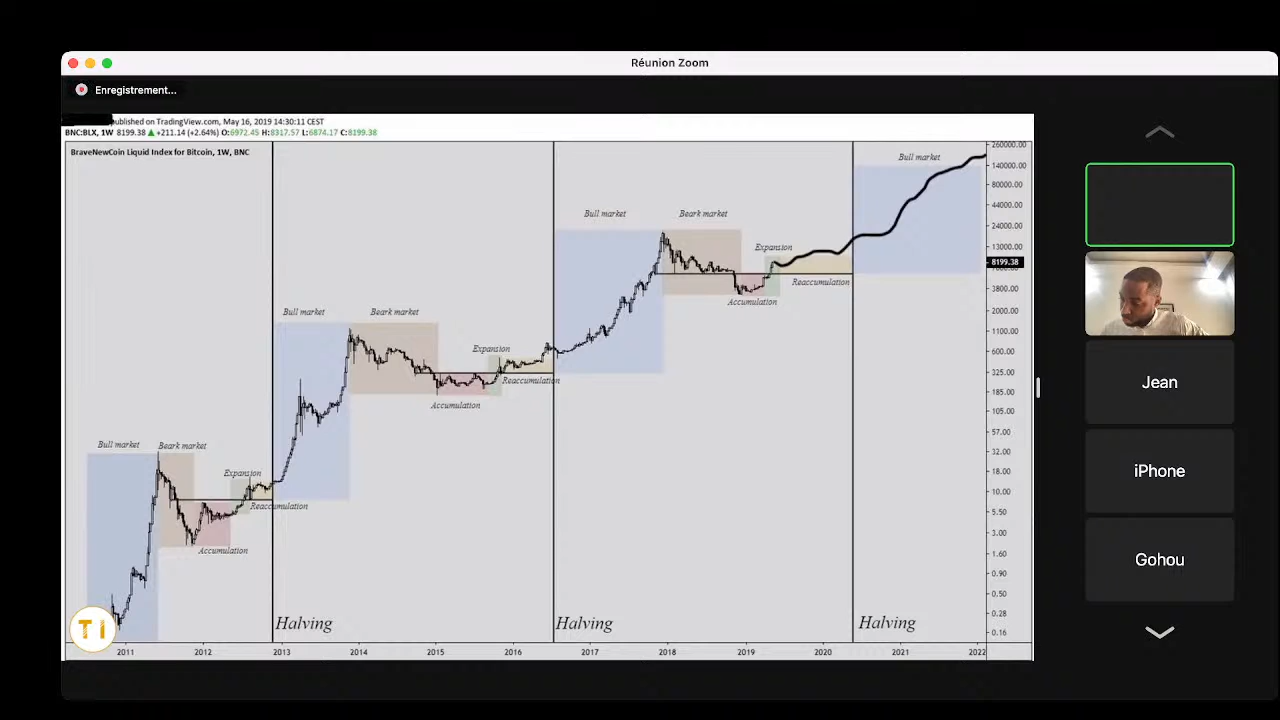 Réunion Zoom
Enregistrement...
published on TradingView.com, May 16, 2019 14:30:11 CEST
BNC:BLX, 1W 8199.38 ▲ +211.14 (+2.64%) O:6972.45 H:8317.57 L:6874.17 C:8199.38
BraveNewCoin Liquid Index for Bitcoin, 1W, BNC
Bull market
Beark market
Expansion
Reaccumulation
Accumulation
Bull market
Beark market
Expansion
Reaccumulation
Accumulation
Bull market
Beark market
Expansion
Reaccumulation
Accumulation
Bull market
Halving
Halving
Halving
260000.00
140000.00
80000.00
44000.00
24000.00
13000.00
8199.38
3800.00
2000.00
1100.00
600.00
325.00
185.00
105.00
57.00
32.00
18.00
10.00
5.50
3.00
1.60
0.90
0.50
0.28
0.16
2011 2012 2013 2014 2015 2016 2017 2018 2019 2020 2021 2022
TI
Jean
iPhone
Gohou